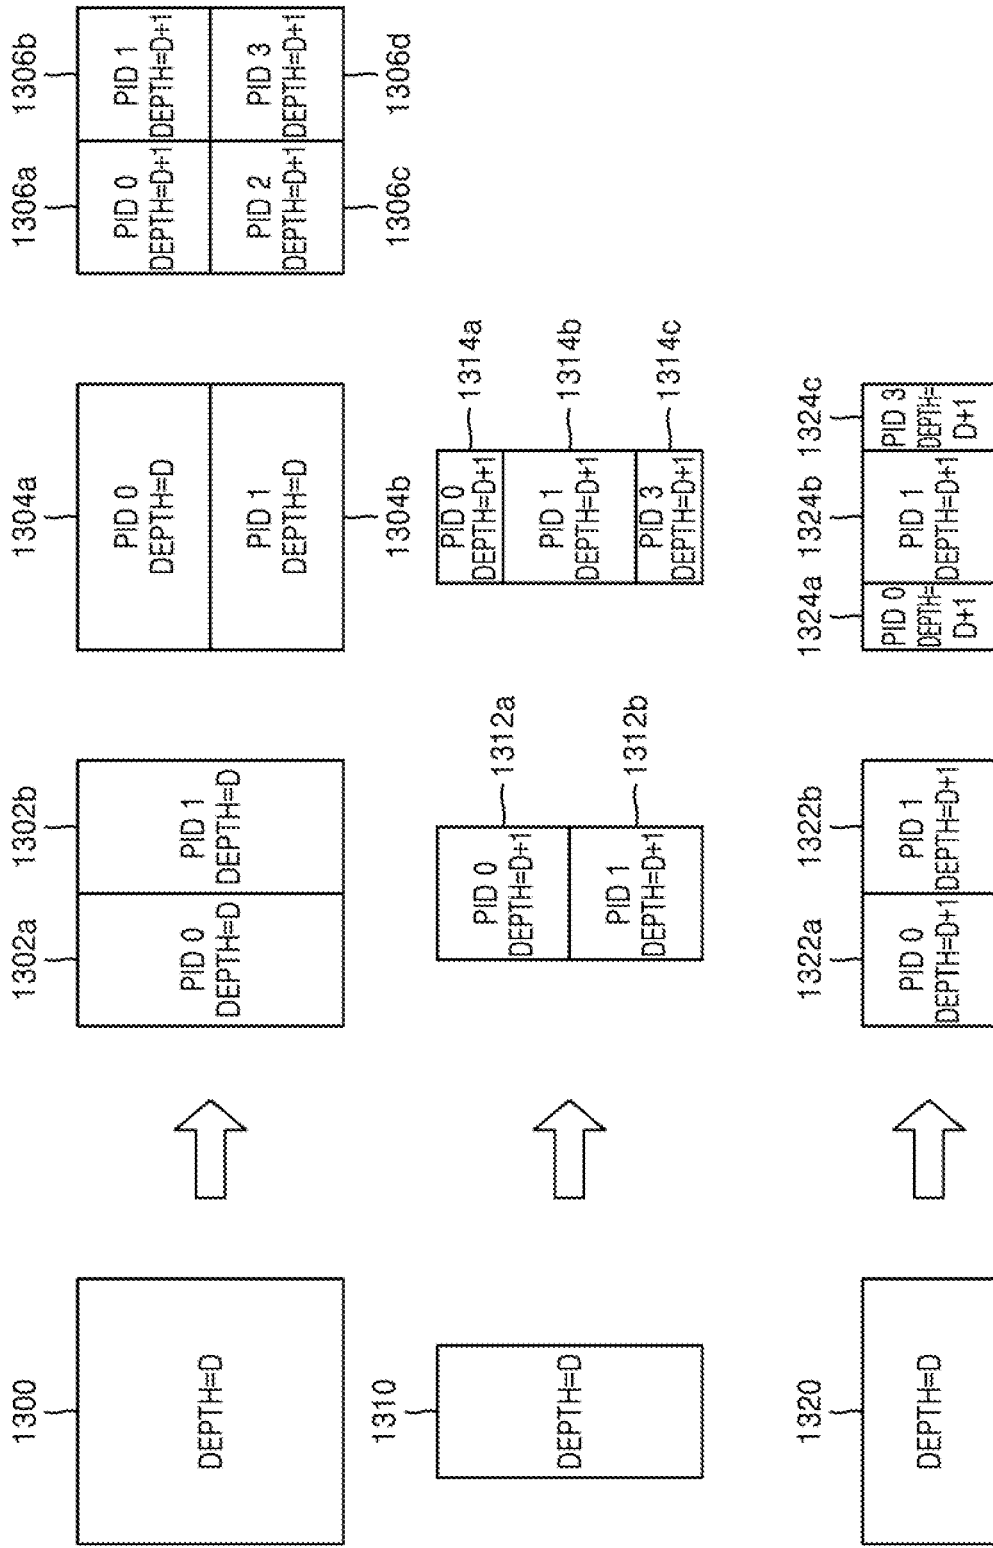 1300
DEPTH=D
1302a
1302b
PID 0
DEPTH=D
PID 1
DEPTH=D
1304a
PID 0
DEPTH=D
PID 1
DEPTH=D
1304b
1306a
1306b
PID 0
DEPTH=D+1
PID 1
DEPTH=D+1
PID 2
DEPTH=D+1
PID 3
DEPTH=D+1
1306c
1306d
1310
DEPTH=D
PID 0
DEPTH=D+1
1312a
PID 1
DEPTH=D+1
1312b
PID 0
DEPTH=D+1
1314a
PID 1
DEPTH=D+1
1314b
PID 3
DEPTH=D+1
1314c
1320
DEPTH=D
1322a
1322b
PID 0
DEPTH=D+1
PID 1
DEPTH=D+1
1324a
1324b
1324c
PID 0
DEPTH=
D+1
PID 1
DEPTH=D+1
PID 3
DEPTH=
D+1